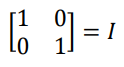 [1 0
0 1] = I